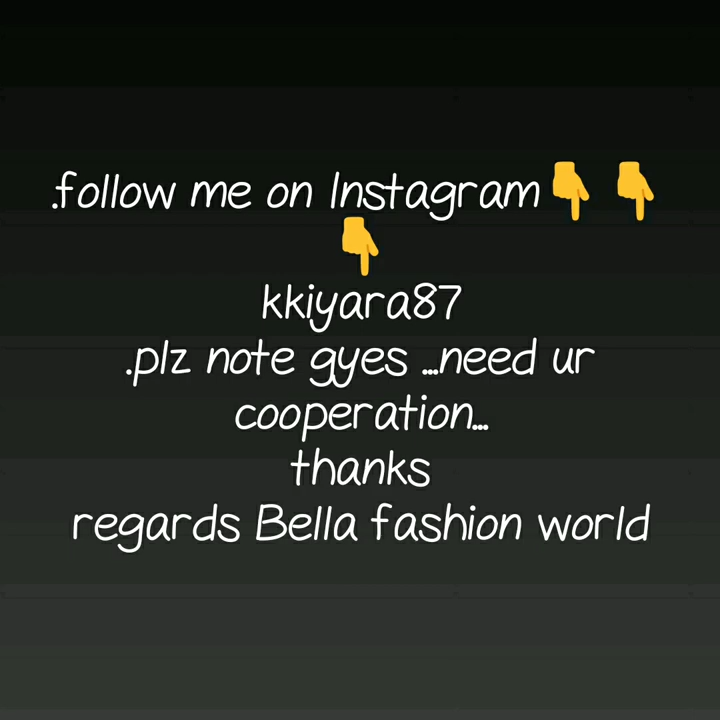 .follow me on Instagram👇 👇
👇
kkiyara87
.plz note gyes ...need ur
cooperation...
thanks
regards Bella fashion world